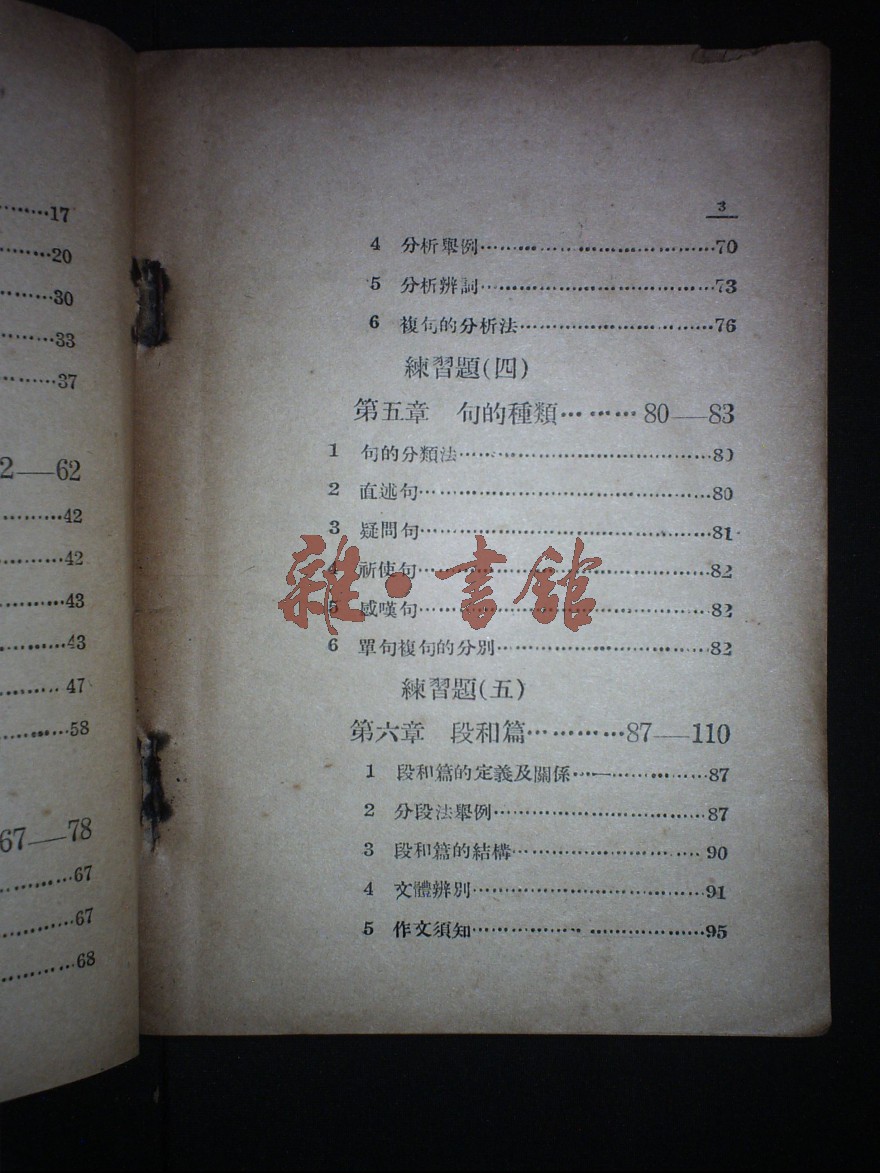 17
20
30
33
37
2——62
42
42
43
43
47
58
67——78
67
67
68
3
4 分析舉例………………70
5 分析辨詞………………73
6 複句的分析法………………76
練習題(四)
第五章 句的種類………80——83
1 句的分類法………………80
2 直述句………………80
3 疑問句………………81
4 祈使句………………82
5 感嘆句………………82
6 單句複句的分別………………82
練習題(五)
第六章 段和篇…………87——110
1 段和篇的定義及關係………………87
2 分段法舉例………………87
3 段和篇的結構………………90
4 文體辨別………………91
5 作文須知………………95
雜·書館